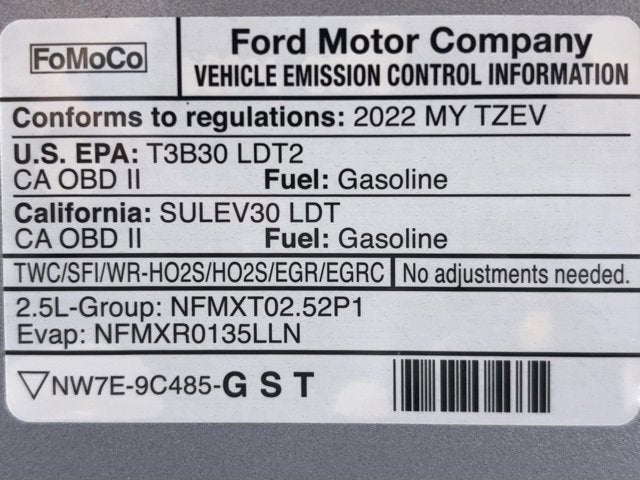 FoMoCo
Ford Motor Company
VEHICLE EMISSION CONTROL INFORMATION
Conforms to regulations: 2022 MY TZEV
U.S. EPA: T3B30 LDT2
CA OBD II Fuel: Gasoline
California: SULEV30 LDT
CA OBD II Fuel: Gasoline
TWC/SFI/WR-HO2S/HO2S/EGR/EGRC No adjustments needed.
2.5L-Group: NFMXT02.52P1
Evap: NFMXR0135LLN
▽NW7E-9C485-G S T